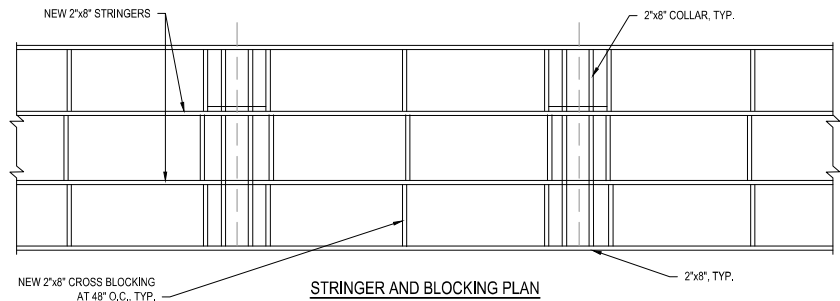 NEW 2"x8" STRINGERS
2"x8" COLLAR, TYP.
NEW 2"x8" CROSS BLOCKING
AT 48" O.C., TYP.
STRINGER AND BLOCKING PLAN
2"x8", TYP.